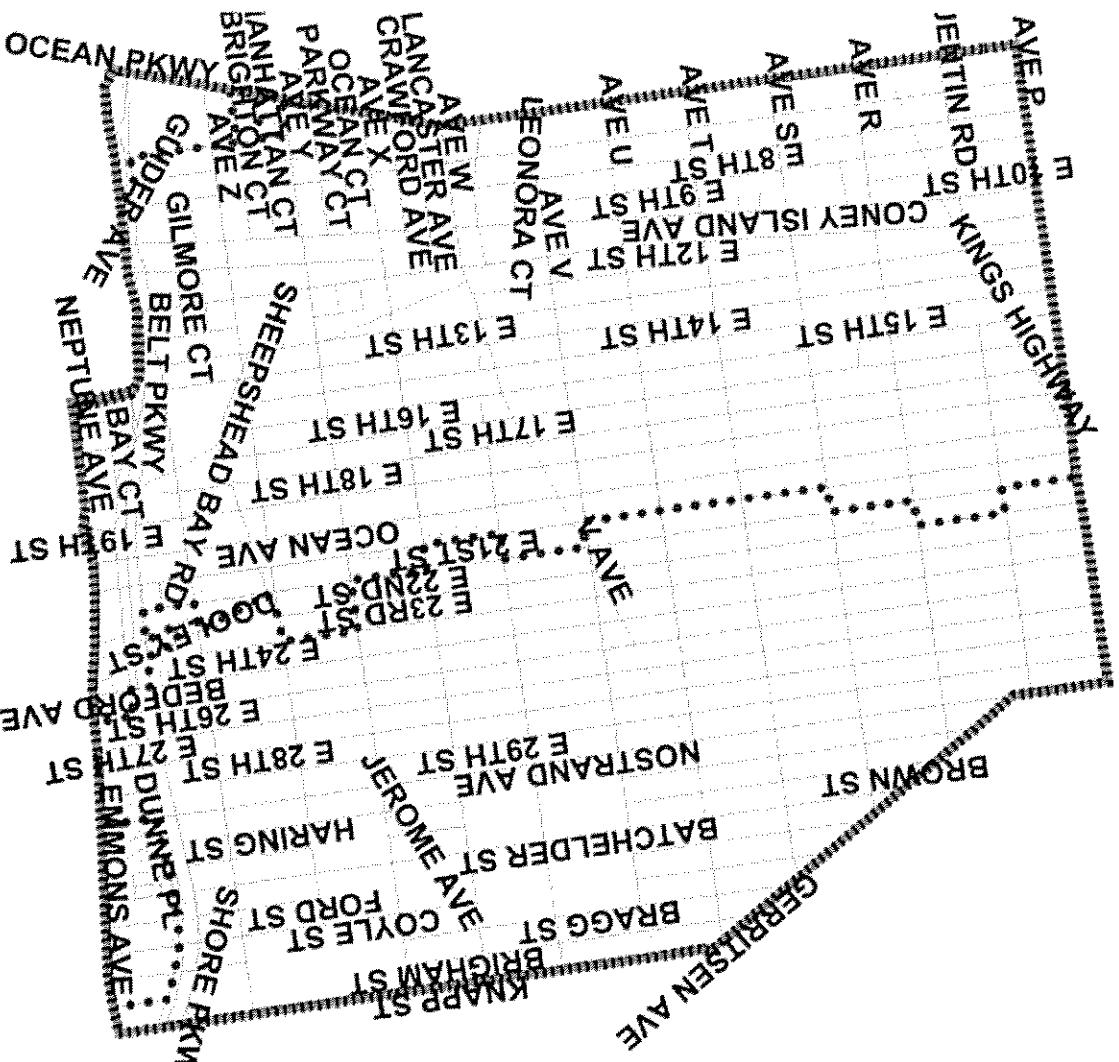 OCEAN PKWY
BRIGHTON CT
MANHATTAN CT
PARKWAY CT
OCEAN CT
CRAWFORD AVE
LANCASTER AVE
AVE Z
AVE Y
AVE X
AVE W
LEONORA CT
AVE V
AVE U
AVE T
AVE S
AVE R
AVE P
GUIDER AVE
GILMORE CT
E 8TH ST
E 9TH ST
E 10TH ST
CONEY ISLAND AVE
E 12TH ST
KINGS HIGHWAY
NEPTUNE AVE
BELT PKWY
BAY CT
SHEEPSHEAD BAY RD
E 13TH ST
E 14TH ST
E 15TH ST
E 16TH ST
E 17TH ST
E 18TH ST
E 19TH ST
OCEAN AVE
E 21ST ST
E 22ND ST
E 23RD ST
V AVE
DOOLEY ST
E 24TH ST
BEDFORD AVE
E 26TH ST
E 27TH ST
E 28TH ST
E 29TH ST
NOSTRAND AVE
BROWN ST
DUNNE PL
EMMONS AVE
HARING ST
JEROME AVE
BATCHELDER ST
SHORE PKW
FORD ST
COYLE ST
BRAGG ST
BRIGHAM ST
KNAPP ST
GERRITSEN AVE